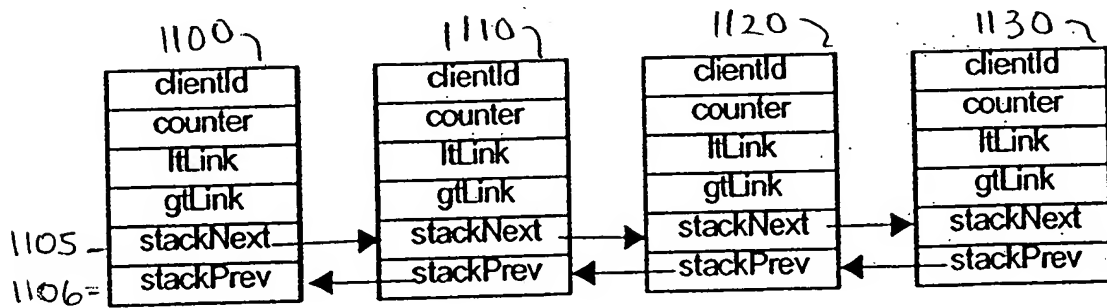 1100 1110 1120 1130
clientId clientId clientId clientId
counter counter counter counter
ltLink ltLink ltLink ltLink
gtLink gtLink gtLink gtLink
1105 stackNext stackNext stackNext stackNext
1106 stackPrev stackPrev stackPrev stackPrev